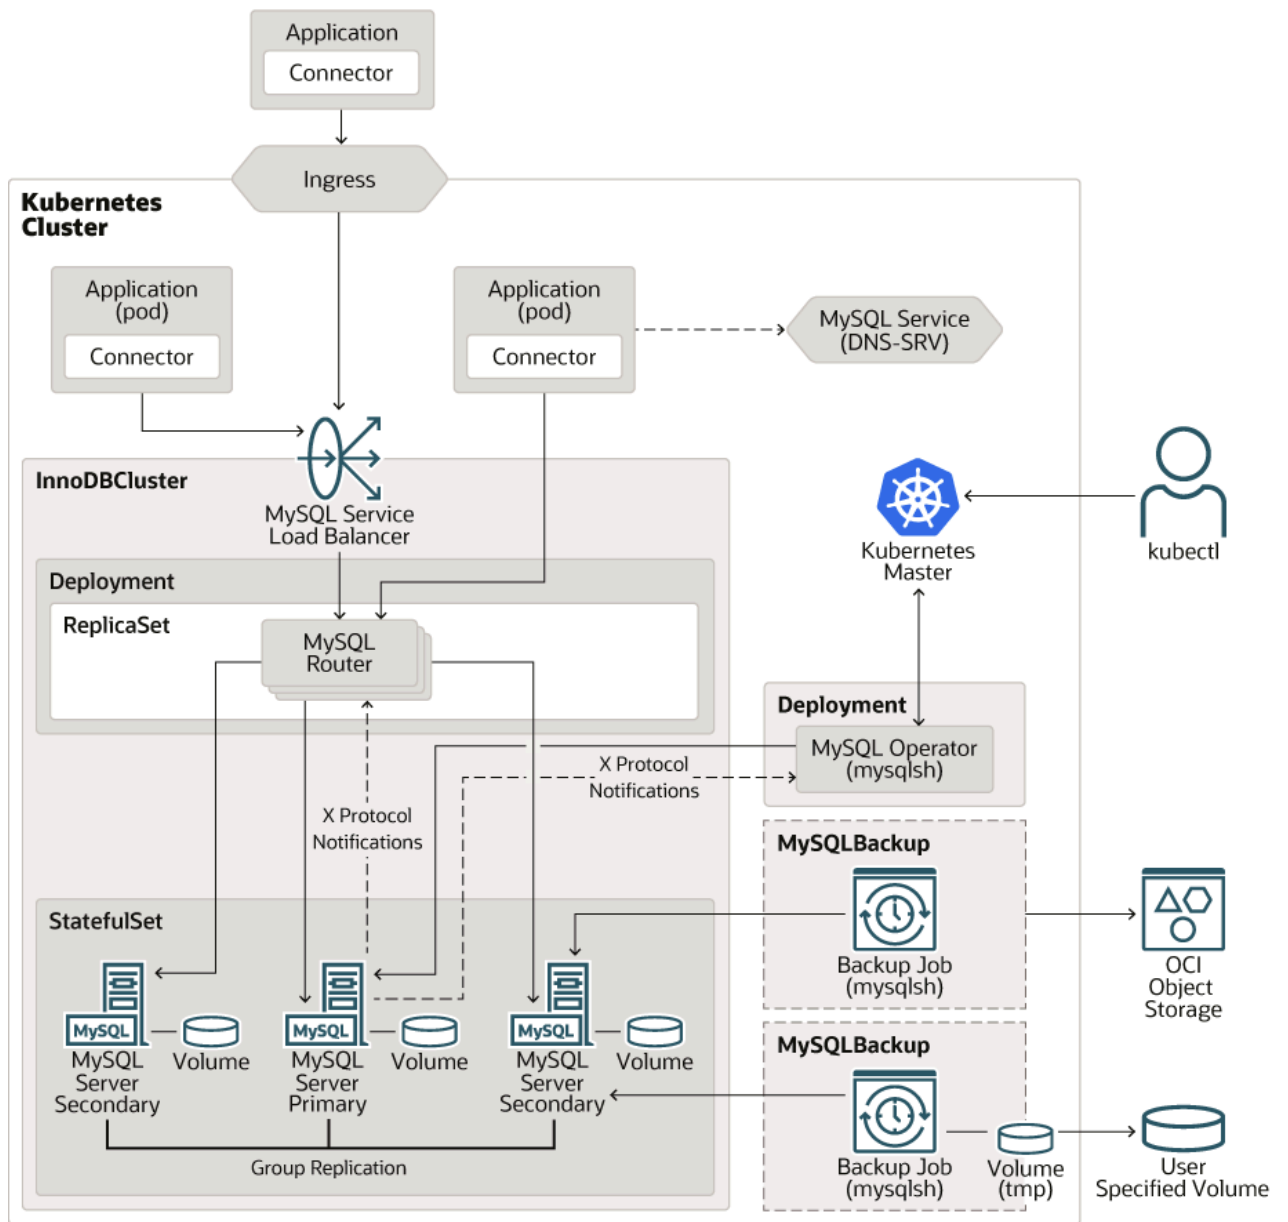 Application
Connector
Ingress
Kubernetes
Cluster
Application
(pod)
Connector
Application
(pod)
Connector
MySQL Service
(DNS-SRV)
InnoDBCluster
MySQL Service
Load Balancer
Kubernetes
Master
kubectl
Deployment
ReplicaSet
MySQL
Router
Deployment
MySQL Operator
(mysqlsh)
X Protocol
Notifications
X Protocol
Notifications
MySQLBackup
Backup Job
(mysqlsh)
OCI
Object
Storage
StatefulSet
MySQL
MySQL
Server
Secondary
Volume
MySQL
MySQL
Server
Primary
Volume
MySQL
MySQL
Server
Secondary
Volume
Group Replication
MySQLBackup
Backup Job
(mysqlsh)
Volume
(tmp)
User
Specified Volume